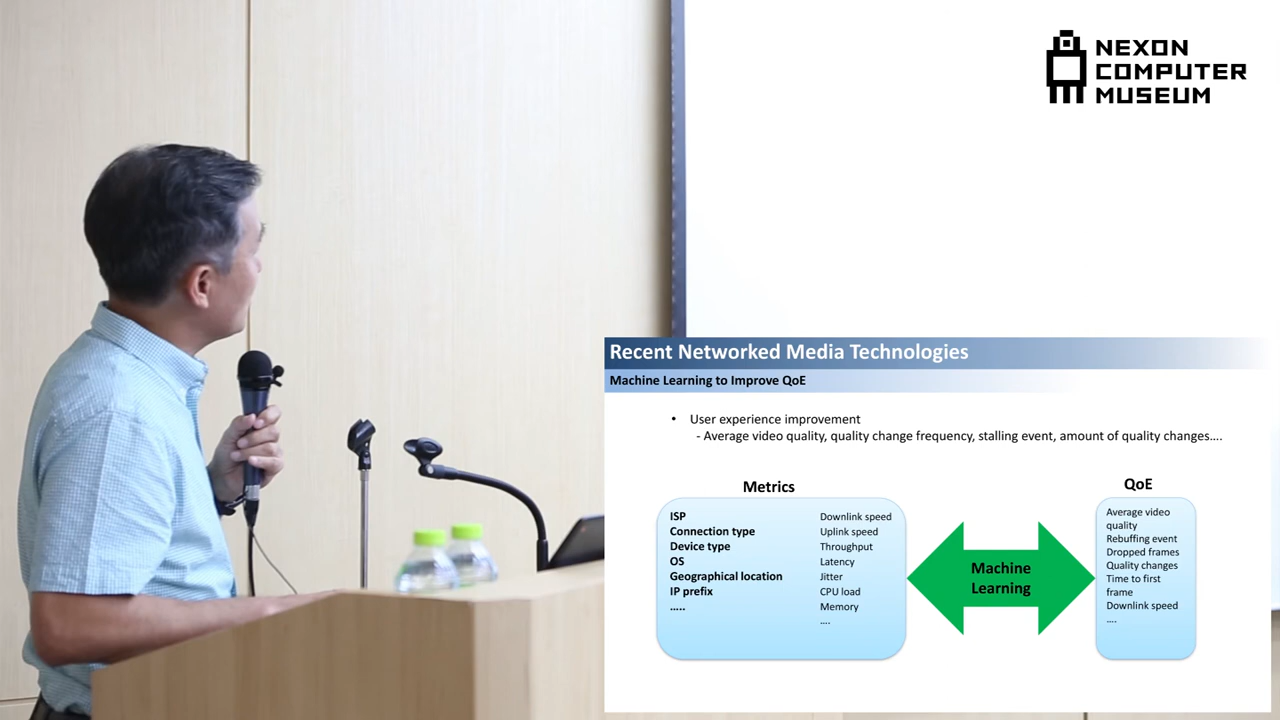 NEXON
COMPUTER
MUSEUM
Recent Networked Media Technologies
Machine Learning to Improve QoE
• User experience improvement
- Average video quality, quality change frequency, stalling event, amount of quality changes....
Metrics
ISP
Connection type
Device type
OS
Geographical location
IP prefix
.....
Downlink speed
Uplink speed
Throughput
Latency
Jitter
CPU load
Memory
....
Machine
Learning
QoE
Average video
quality
Rebuffing event
Dropped frames
Quality changes
Time to first
frame
Downlink speed
....